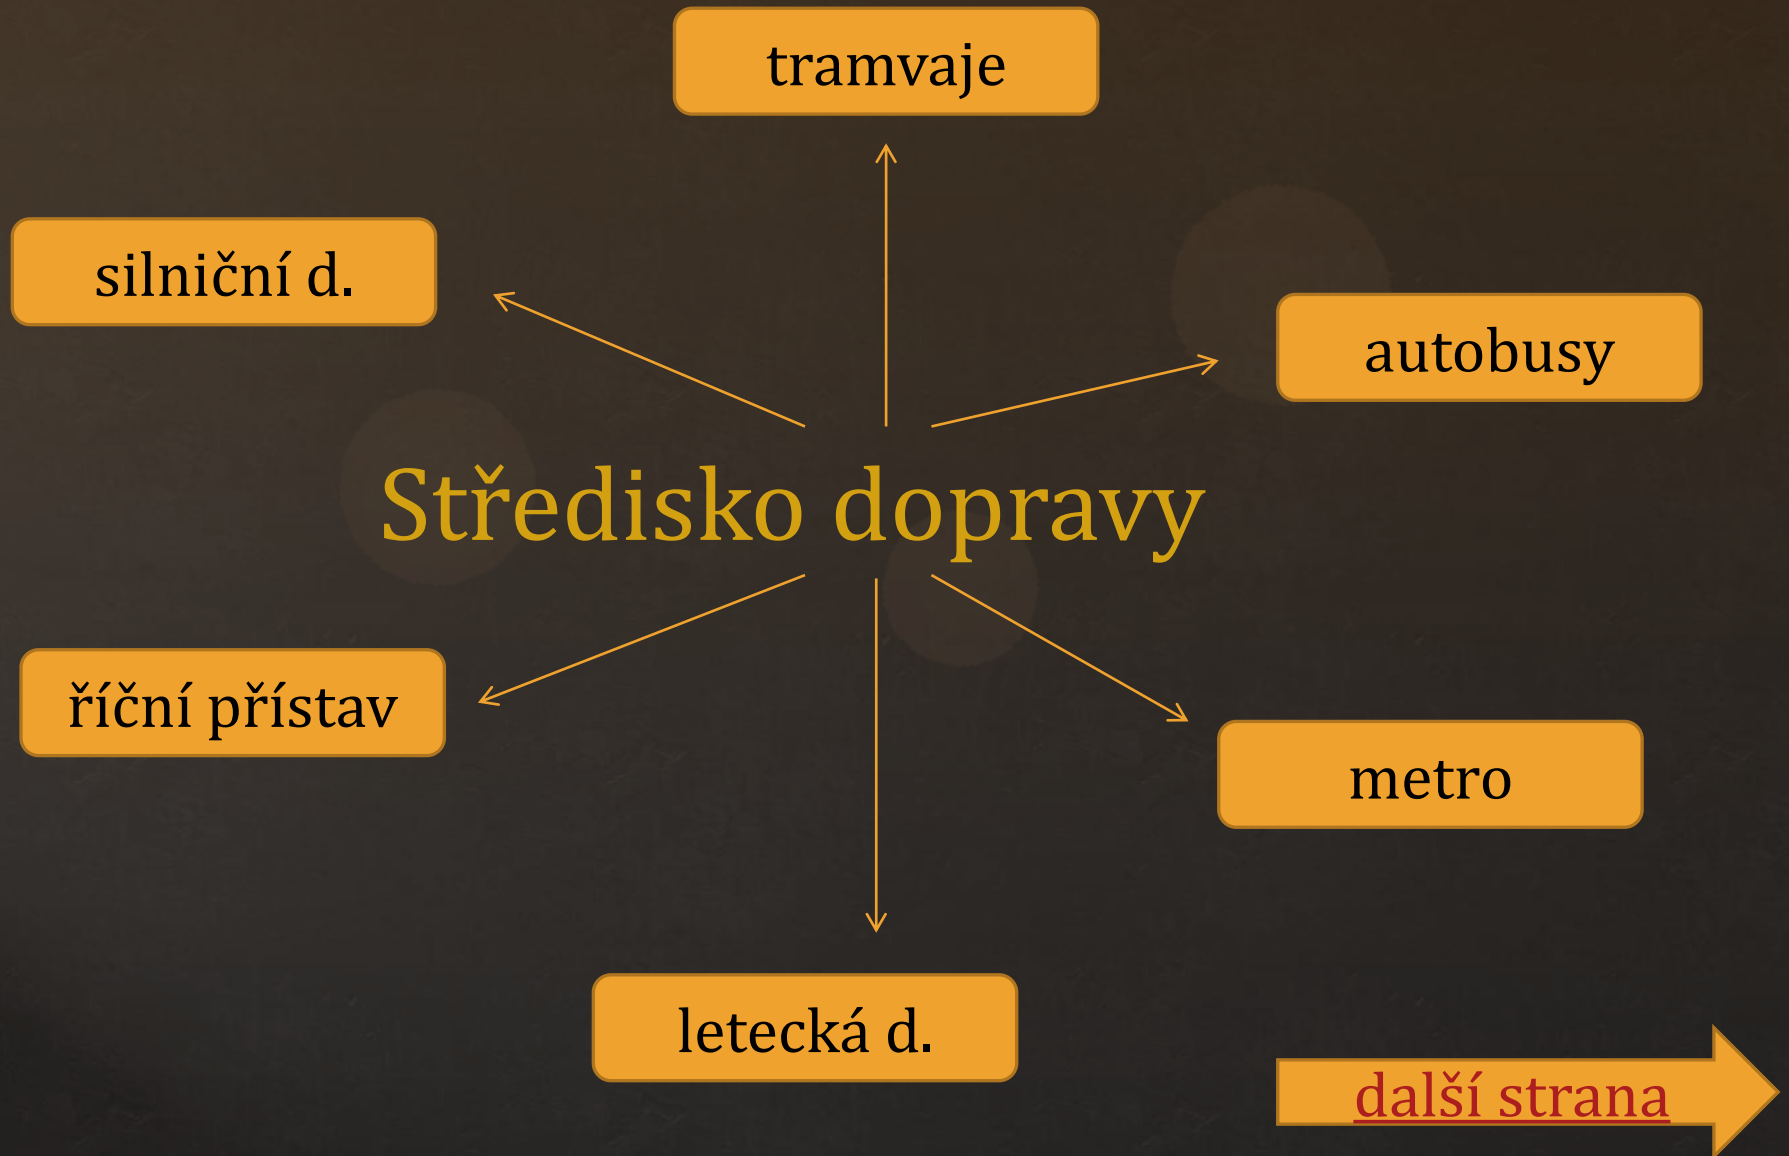 tramvaje
silniční d.
autobusy
Středisko dopravy
říční přístav
metro
letecká d.
další strana